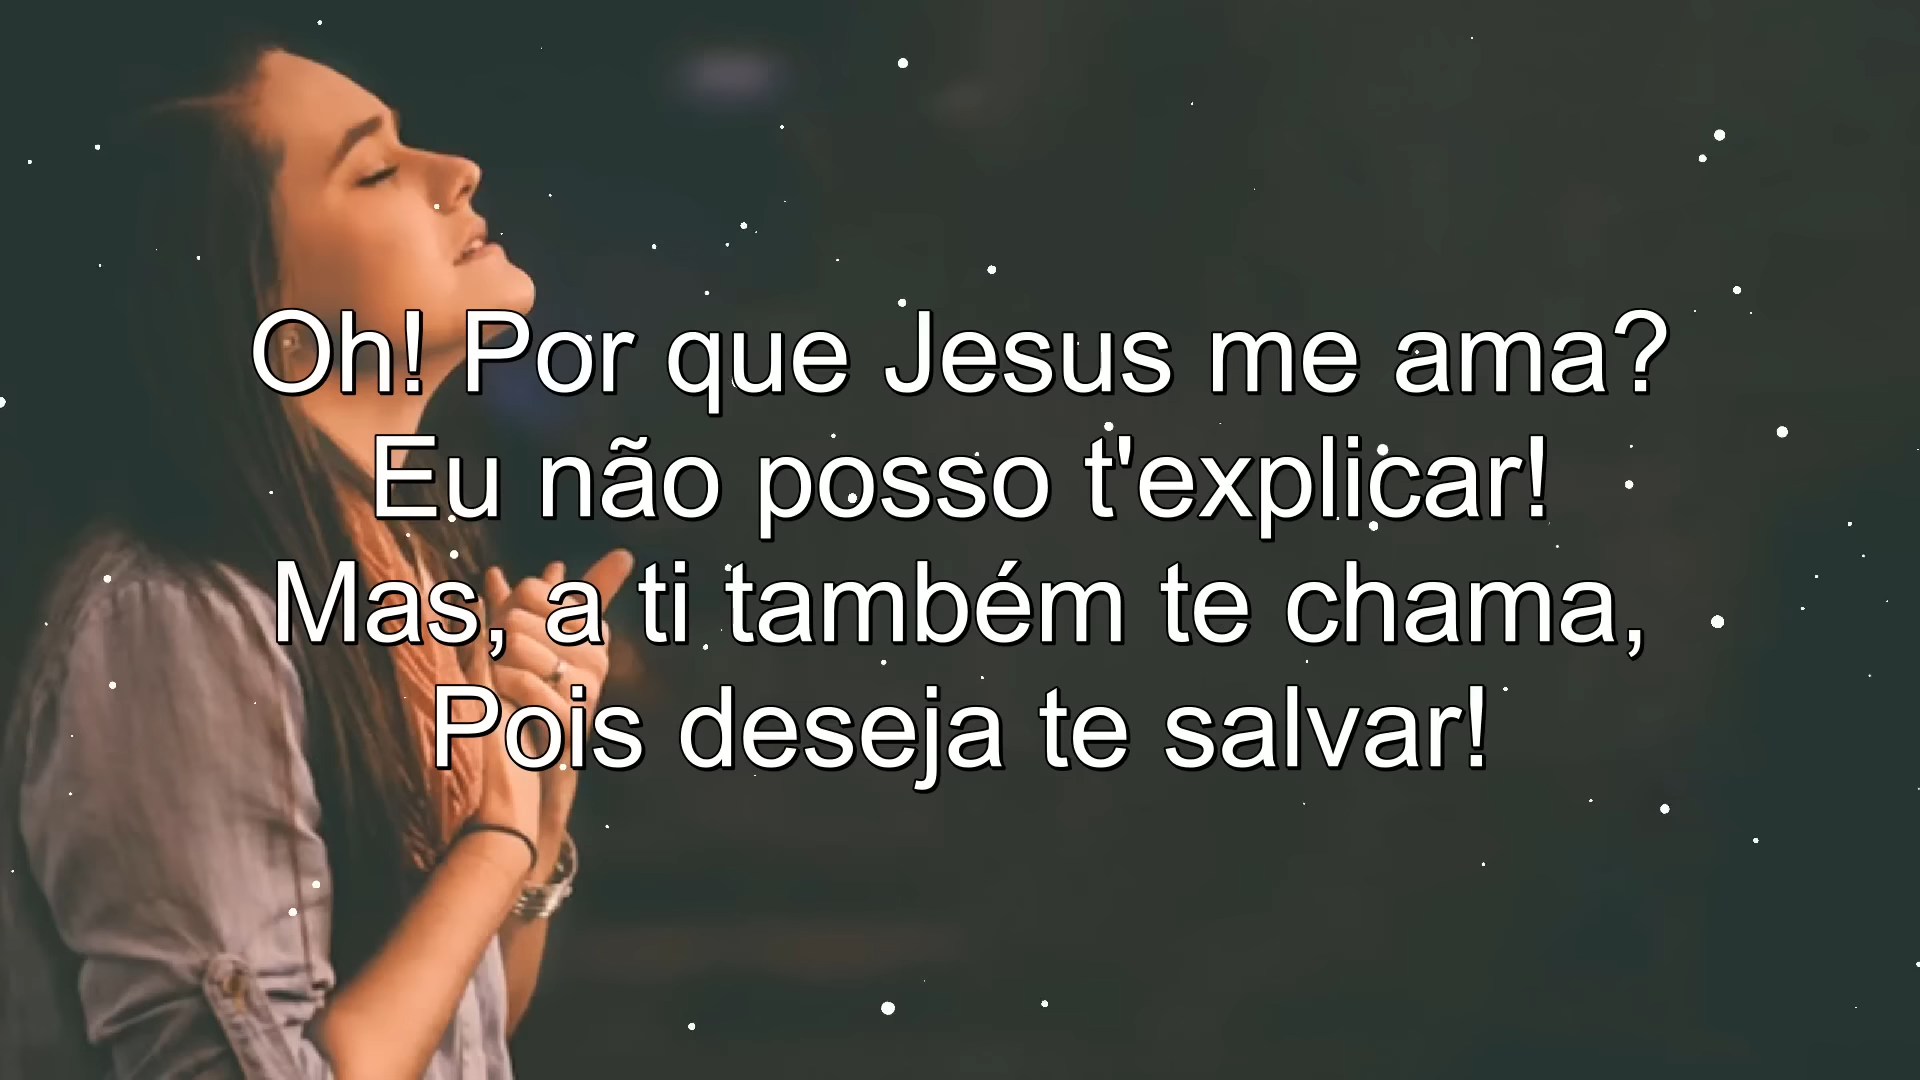 Oh! Por que Jesus me ama?
Eu não posso t'explicar!
Mas, a ti também te chama,
Pois deseja te salvar!